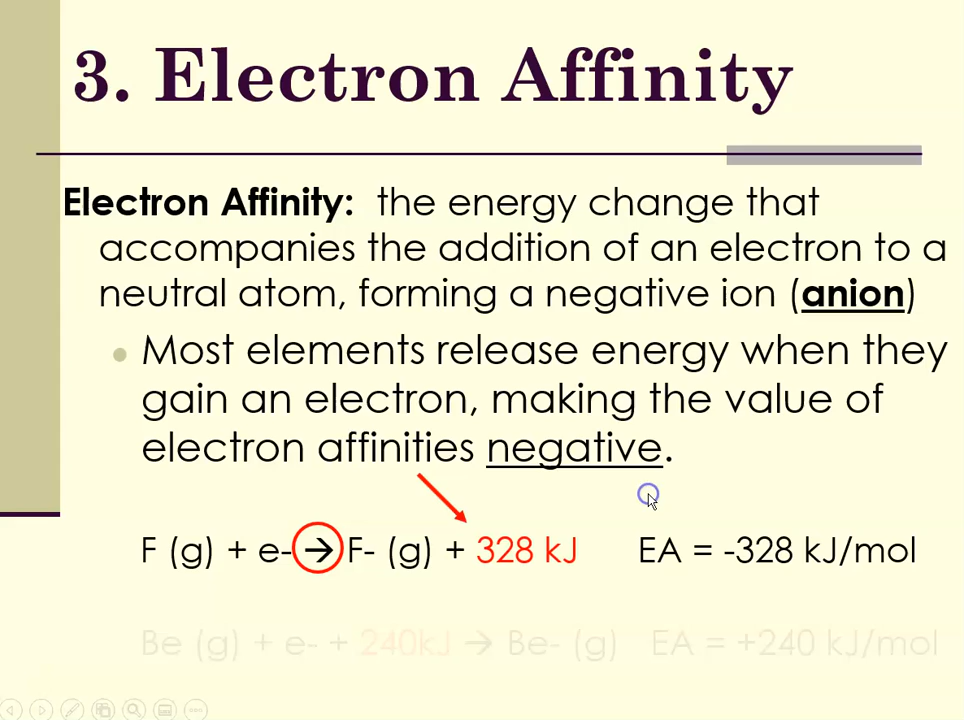 3. Electron Affinity
Electron Affinity: the energy change that
accompanies the addition of an electron to a
neutral atom, forming a negative ion (anion)
Most elements release energy when they
gain an electron, making the value of
electron affinities negative.
F (g) + e- → F- (g) + 328 kJ EA = -328 kJ/mol
Be (g) + e- + 240kJ → Be- (g) EA = +240 kJ/mol